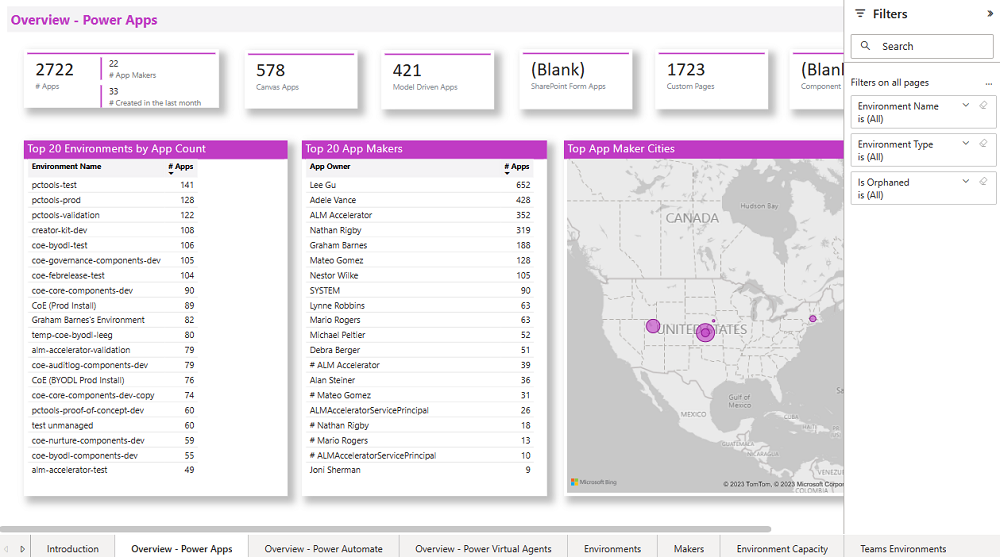 Overview - Power Apps
2722
# Apps
22
# App Makers
33
# Created in the last month
578
Canvas Apps
421
Model Driven Apps
(Blank)
SharePoint Form Apps
1723
Custom Pages
(Blank
Component
Top 20 Environments by App Count
Environment Name # Apps
pctools-test 141
pctools-prod 128
pctools-validation 122
creator-kit-dev 108
coe-byodl-test 106
coe-governance-components-dev 105
coe-febrelease-test 104
coe-core-components-dev 90
CoE (Prod Install) 89
Graham Barnes's Environment 82
temp-coe-byodl-leeg 80
alm-accelerator-validation 79
coe-auditlog-components-dev 79
CoE (BYODL Prod Install) 76
coe-core-components-dev-copy 74
pctools-proof-of-concept-dev 60
test unmanaged 60
coe-nurture-components-dev 59
coe-byodl-components-dev 55
alm-accelerator-test 49
Top 20 App Makers
App Owner # Apps
Lee Gu 652
Adele Vance 428
ALM Accelerator 352
Nathan Rigby 319
Graham Barnes 188
Mateo Gomez 128
Nestor Wilke 105
SYSTEM 90
Lynne Robbins 63
Mario Rogers 63
Michael Peltier 52
Debra Berger 51
# ALM Accelerator 39
Alan Steiner 36
# Mateo Gomez 31
ALMAcceleratorServicePrincipal 26
# Nathan Rigby 18
# Mario Rogers 13
# ALMAcceleratorServicePrincipal 10
Joni Sherman 9
Top App Maker Cities
Hudson Bay
CANADA
UNITED STATES
Gulf of
Mexico
MEXICO
CUBA
GUATEMALA
NICARAGUA
VENEZU
COLOMBIA
Microsoft Bing
© 2023 TomTom, © 2023 Microsoft Corpor
Filters
Search
Filters on all pages
...
Environment Name
is (All)
Environment Type
is (All)
Is Orphaned
is (All)
Introduction
Overview - Power Apps
Overview - Power Automate
Overview - Power Virtual Agents
Environments
Makers
Environment Capacity
Teams Environments